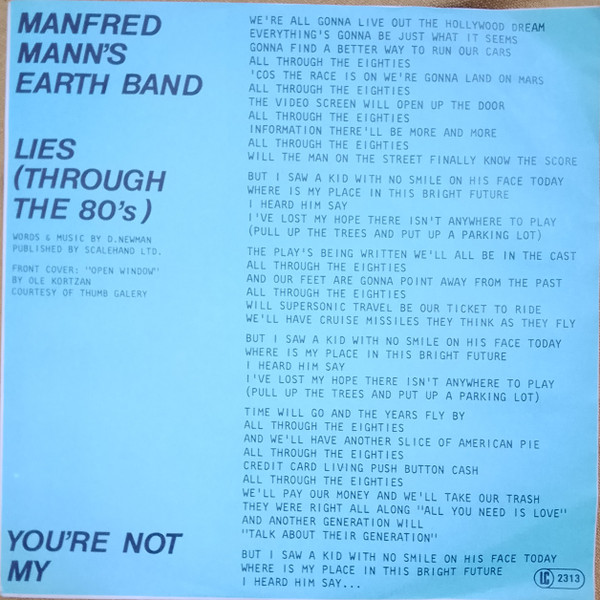 MANFRED
MANN'S
EARTH BAND
LIES
(THROUGH
THE 80's)
WORDS & MUSIC BY D.NEWMAN
PUBLISHED BY SCALEHAND LTD.
FRONT COVER: "OPEN WINDOW"
BY OLE KORTZAN
COURTESY OF THUMB GALERY
YOU'RE NOT
MY
WE'RE ALL GONNA LIVE OUT THE HOLLYWOOD DREAM
EVERYTHING'S GONNA BE JUST WHAT IT SEEMS
GONNA FIND A BETTER WAY TO RUN OUR CARS
ALL THROUGH THE EIGHTIES
'COS THE RACE IS ON WE'RE GONNA LAND ON MARS
ALL THROUGH THE EIGHTIES
THE VIDEO SCREEN WILL OPEN UP THE DOOR
ALL THROUGH THE EIGHTIES
INFORMATION THERE'LL BE MORE AND MORE
ALL THROUGH THE EIGHTIES
WILL THE MAN ON THE STREET FINALLY KNOW THE SCORE
BUT I SAW A KID WITH NO SMILE ON HIS FACE TODAY
WHERE IS MY PLACE IN THIS BRIGHT FUTURE
I HEARD HIM SAY
I'VE LOST MY HOPE THERE ISN'T ANYWHERE TO PLAY
(PULL UP THE TREES AND PUT UP A PARKING LOT)
THE PLAY'S BEING WRITTEN WE'LL ALL BE IN THE CAST
ALL THROUGH THE EIGHTIES
AND OUR FEET ARE GONNA POINT AWAY FROM THE PAST
ALL THROUGH THE EIGHTIES
WILL SUPERSONIC TRAVEL BE OUR TICKET TO RIDE
WE'LL HAVE CRUISE MISSILES THEY THINK AS THEY FLY
BUT I SAW A KID WITH NO SMILE ON HIS FACE TODAY
WHERE IS MY PLACE IN THIS BRIGHT FUTURE
I HEARD HIM SAY
I'VE LOST MY HOPE THERE ISN'T ANYWHERE TO PLAY
(PULL UP THE TREES AND PUT UP A PARKING LOT)
TIME WILL GO AND THE YEARS FLY BY
ALL THROUGH THE EIGHTIES
AND WE'LL HAVE ANOTHER SLICE OF AMERICAN PIE
ALL THROUGH THE EIGHTIES
CREDIT CARD LIVING PUSH BUTTON CASH
ALL THROUGH THE EIGHTIES
WE'LL PAY OUR MONEY AND WE'LL TAKE OUR TRASH
THEY WERE RIGHT ALL ALONG "ALL YOU NEED IS LOVE"
AND ANOTHER GENERATION WILL
"TALK ABOUT THEIR GENERATION"
BUT I SAW A KID WITH NO SMILE ON HIS FACE TODAY
WHERE IS MY PLACE IN THIS BRIGHT FUTURE
I HEARD HIM SAY...
LC 2313